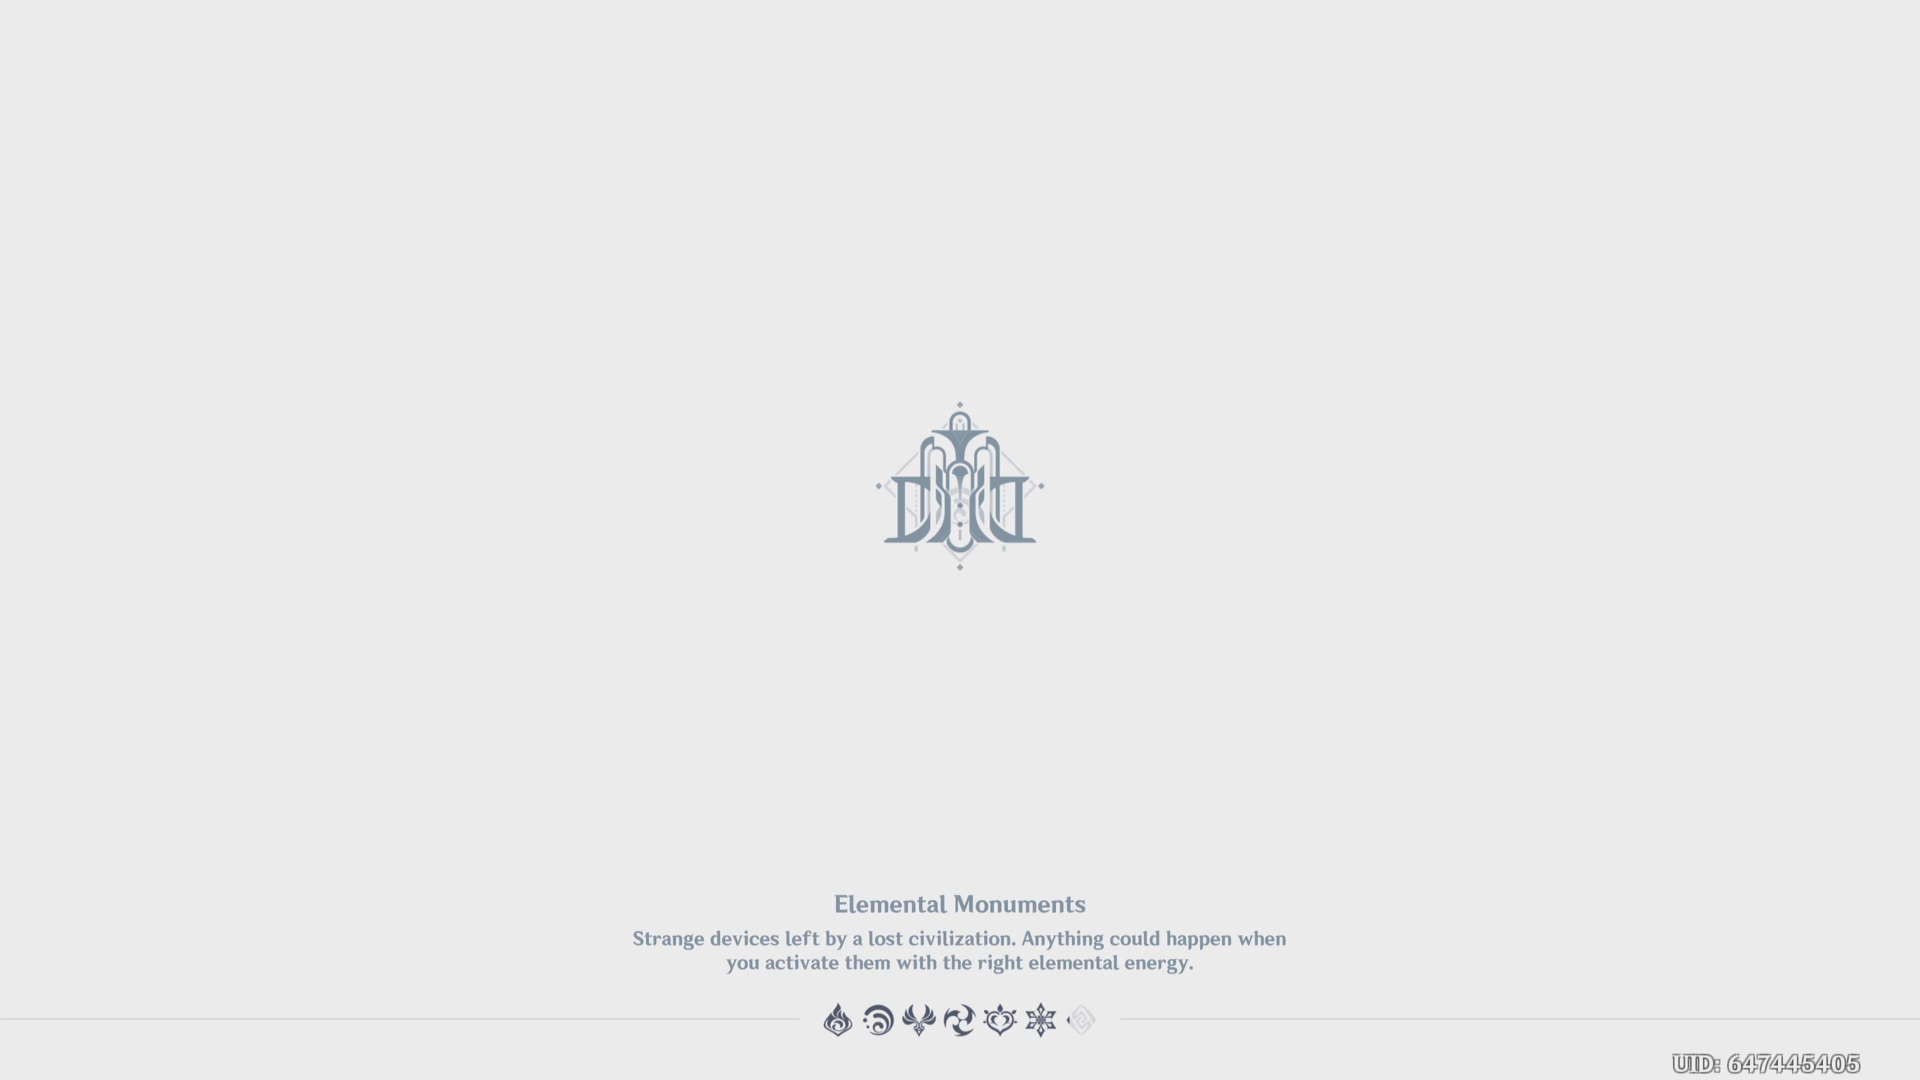 Elemental Monuments
Strange devices left by a lost civilization. Anything could happen when
you activate them with the right elemental energy.
UID: 647445405